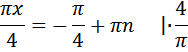 πx/4 = −π/4 + πn |·4/π